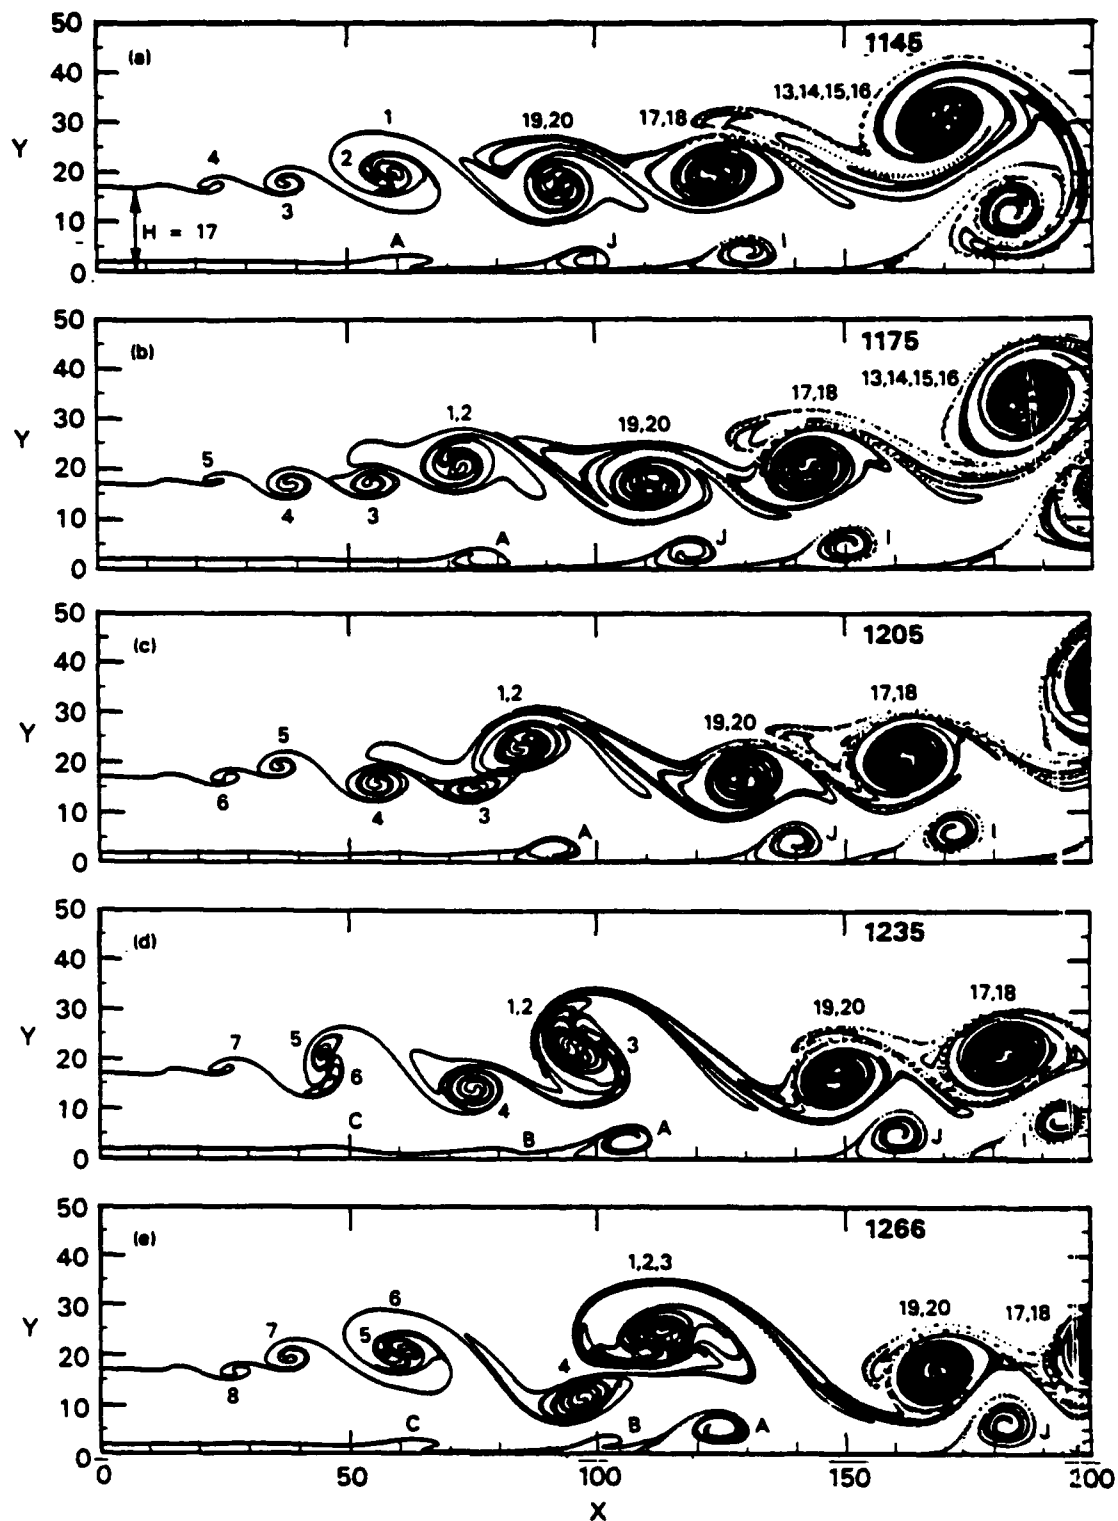 50
(a)
1145
40
13,14,15,16
30
1
19,20
17,18
Y
4
2
20
3
10
H = 17
A
J
I
0
50
(b)
1175
40
13,14,15,16
17,18
30
1,2
19,20
Y
5
20
4
3
10
A
J
I
0
50
(c)
1205
40
1,2
17,18
30
19,20
Y
5
20
6
4
3
10
A
J
I
0
50
(d)
1235
40
1,2
19,20
17,18
30
7
5
3
Y
20
6
4
10
C
B
A
J
I
0
50
(e)
1266
40
1,2,3
30
6
19,20
17,18
Y
7
5
20
4
8
10
C
B
A
J
0
0
50
100
150
200
X